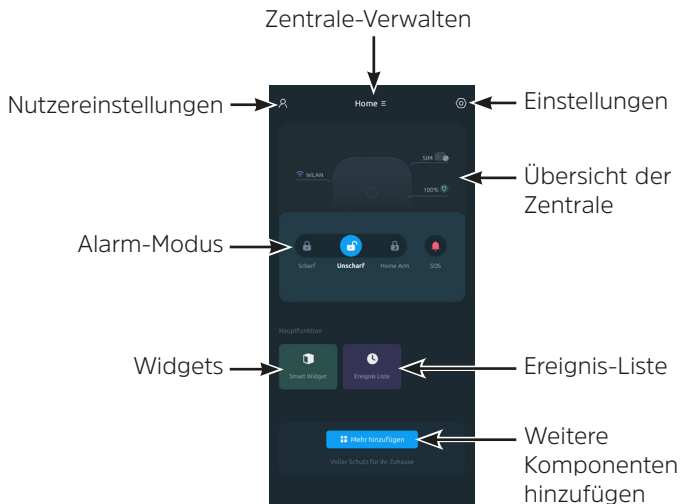 Zentrale-Verwalten
Nutzereinstellungen
Home
Einstellungen
SIM
WLAN
100%
Übersicht der
Zentrale
Alarm-Modus
Scharf
Unscharf
Home Arm
SOS
Hauptfunktion
Widgets
Smart Widget
Ereignis Liste
Ereignis-Liste
Mehr hinzufügen
Voller Schutz für Ihr Zuhause
Weitere
Komponenten
hinzufügen